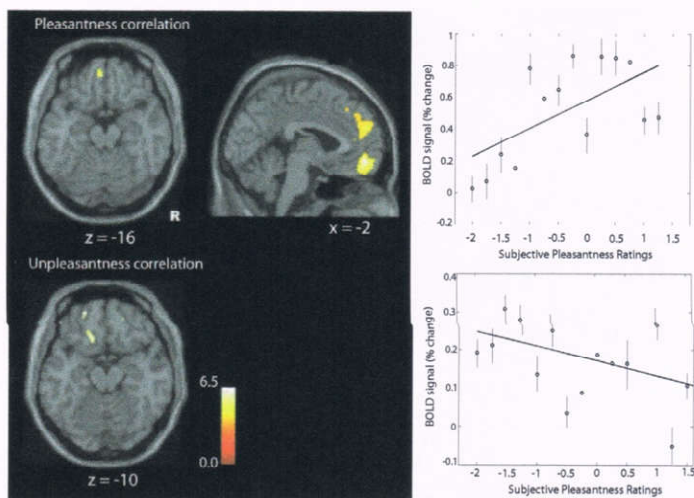 Pleasantness correlation
R
z = -16
x = -2
Unpleasantness correlation
6.5
0.0
z = -10
BOLD signal (% change)
1
0.8
0.6
0.4
0.2
0
-0.2
-2 -1.5 -1 -0.5 0 0.5 1 1.5
Subjective Pleasantness Ratings
BOLD signal (% change)
0.4
0.3
0.2
0.1
0
-0.1
-2 -1.5 -1 -0.5 0 0.5 1 1.5
Subjective Pleasantness Ratings